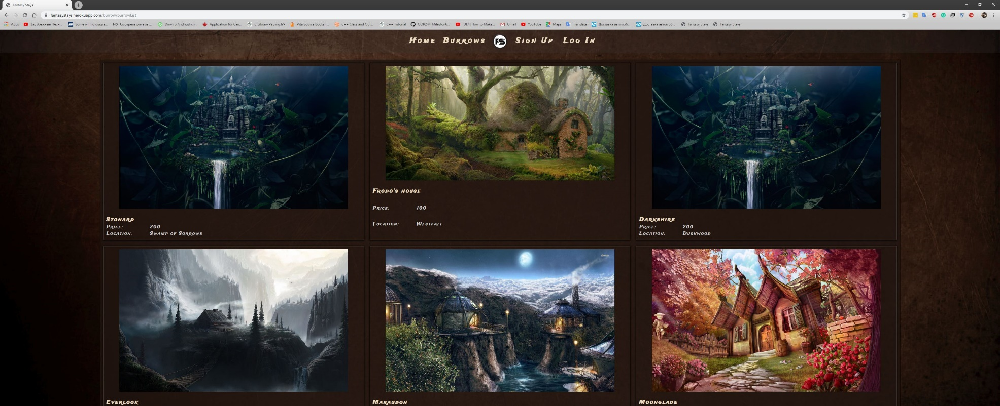 Fantasy Stays
fantazystays.herokuapp.com/burrow/burrowList
Apps Зарубежные Песн... Some wiring diagra... HD Смотреть фильмы... Dmytro Andriushch... Application for Can... C Library <string.h> VitalSource Booksh... C++ Class and Obj... C++ Tutorial OOP244_Milestone6... [UE4] How to Make... Gmail YouTube Maps Translate Доставка автомоб... Доставка автомоб... Fantasy Stays Fantasy Stays
Home Burrows FS Sign Up Log In
Stonard
Price: 200
Location: Swamp of Sorrows
Frodo's house
Price: 100
Location: Westfall
Darkshire
Price: 200
Location: Duskwood
Everlook
Maraudon
Moonglade